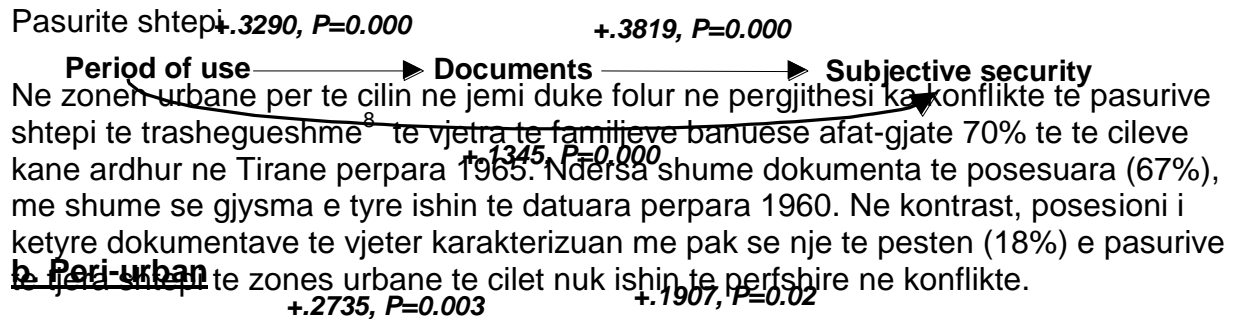 Pasurite shtepi
+.3290, P=0.000 +.3819, P=0.000
Period of use Documents Subjective security
Ne zonen urbane per te cilin ne jemi duke folur ne pergjithesi ka konflikte te pasurive
shtepi te trashegueshme8 te vjetra te familjeve banuese afat-gjate 70% te te cileve
+.1345, P=0.000
kane ardhur ne Tirane perpara 1965. Ndersa shume dokumenta te posesuara (67%),
me shume se gjysma e tyre ishin te datuara perpara 1960. Ne kontrast, posesioni i
ketyre dokumentave te vjeter karakterizuan me pak se nje te pesten (18%) e pasurive
b. Peri-urban
te tjera shtepi te zones urbane te cilet nuk ishin te perfshire ne konflikte.
+.2735, P=0.003 +.1907, P=0.02